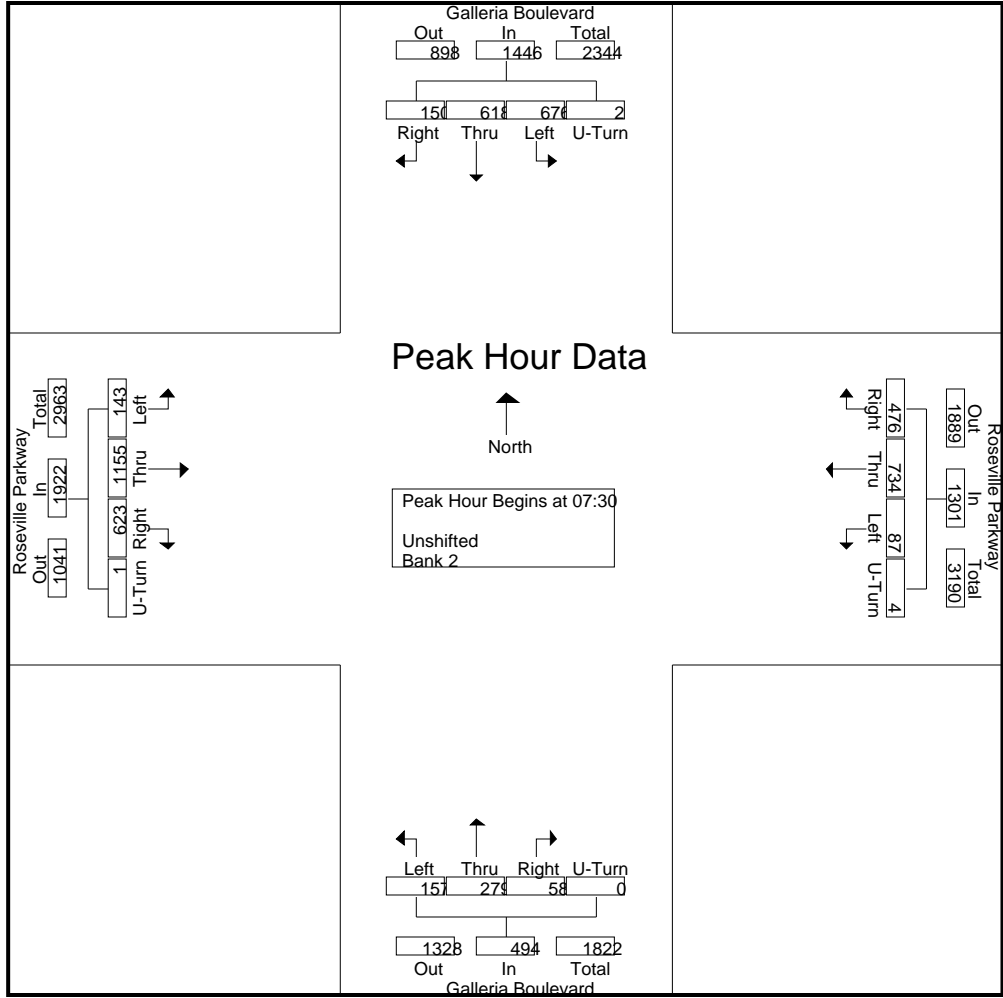 Galleria Boulevard
Out In Total
898 1446 2344
150 618 676 2
Right Thru Left U-Turn
Peak Hour Data
North
Peak Hour Begins at 07:30
Unshifted
Bank 2
Roseville Parkway
Total In Out
2963 1922 1041
143 1155 623 1
Left Thru Right U-Turn
Roseville Parkway
Out In Total
1889 1301 3190
476 734 87 4
Right Thru Left U-Turn
Left Thru Right U-Turn
157 279 58 0
1328 494 1822
Out In Total
Galleria Boulevard